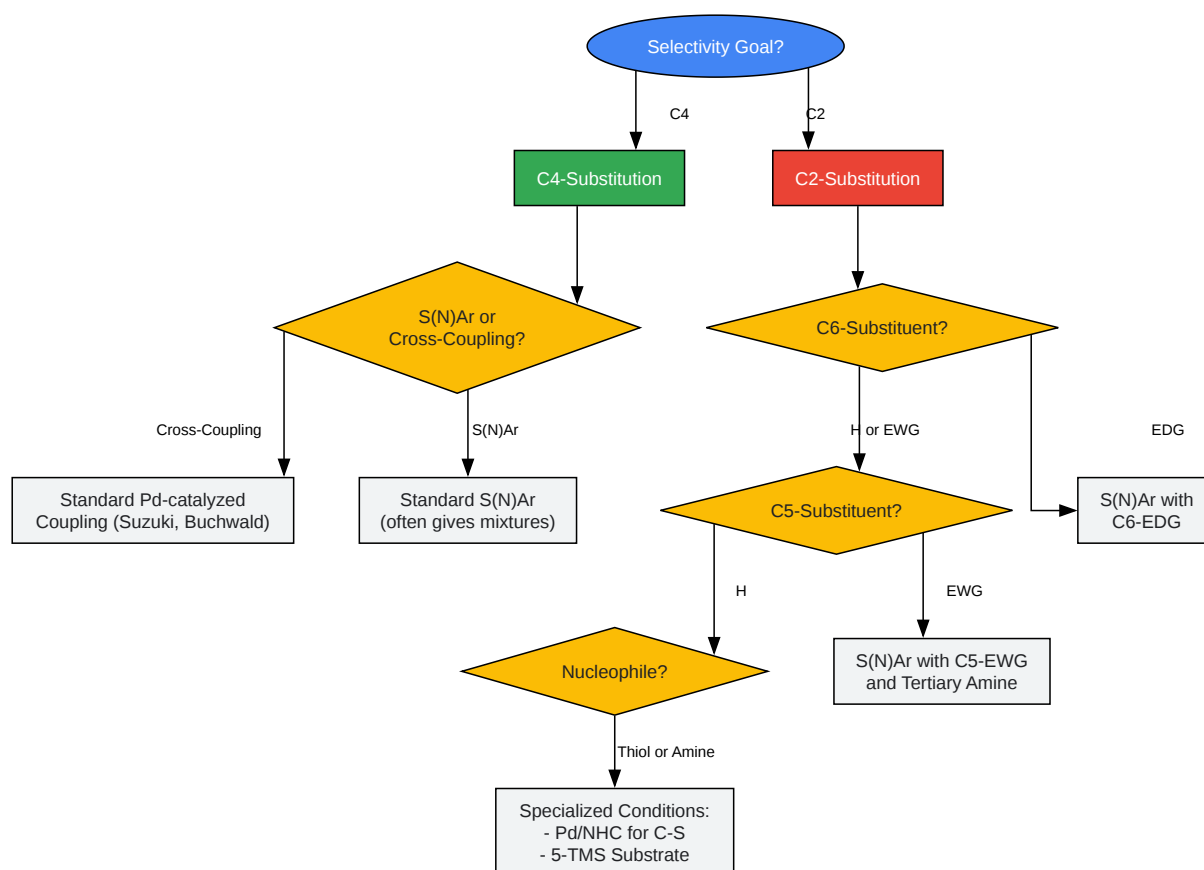 Selectivity Goal?
C4
C2
C4-Substitution
C2-Substitution
S(N)Ar or
Cross-Coupling?
C6-Substituent?
Cross-Coupling
S(N)Ar
H or EWG
EDG
Standard Pd-catalyzed
Coupling (Suzuki, Buchwald)
Standard S(N)Ar
(often gives mixtures)
C5-Substituent?
S(N)Ar with
C6-EDG
H
EWG
Nucleophile?
S(N)Ar with C5-EWG
and Tertiary Amine
Thiol or Amine
Specialized Conditions:
- Pd/NHC for C-S
- 5-TMS Substrate